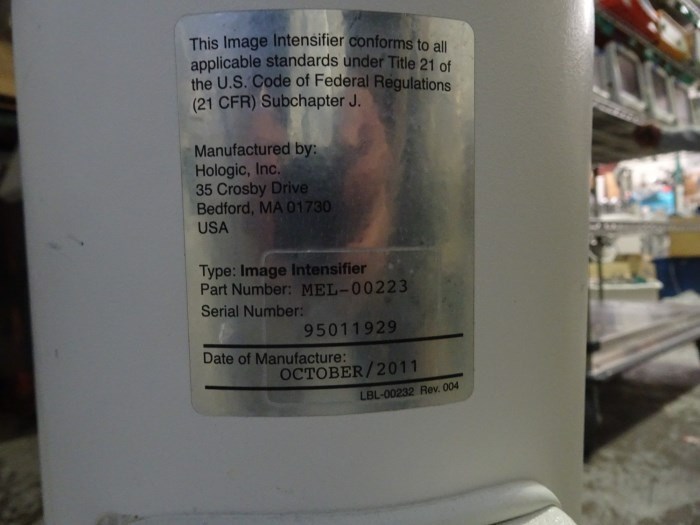 This Image Intensifier conforms to all
applicable standards under Title 21 of
the U.S. Code of Federal Regulations
(21 CFR) Subchapter J.
Manufactured by:
Hologic, Inc.
35 Crosby Drive
Bedford, MA 01730
USA
Type: Image Intensifier
Part Number: MEL-00223
Serial Number:
95011929
Date of Manufacture:
OCTOBER/2011
LBL-00232 Rev. 004